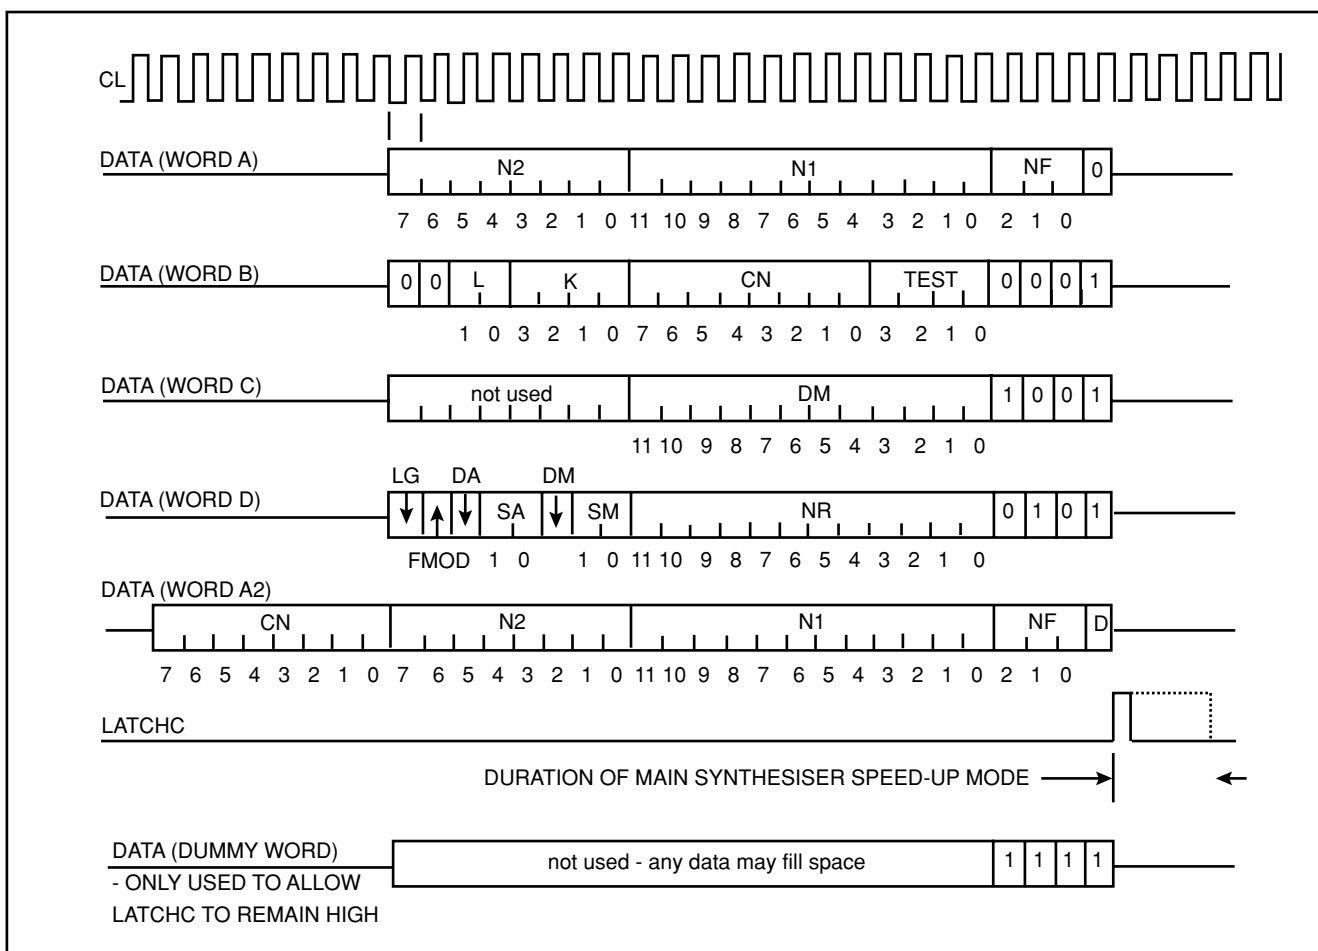 CL
DATA (WORD A)
N2 N1 NF 0
7 6 5 4 3 2 1 0 11 10 9 8 7 6 5 4 3 2 1 0 2 1 0
DATA (WORD B)
0 0 L K CN TEST 0 0 0 1
1 0 3 2 1 0 7 6 5 4 3 2 1 0 3 2 1 0
DATA (WORD C)
not used DM 1 0 0 1
11 10 9 8 7 6 5 4 3 2 1 0
LG DA DM
DATA (WORD D)
SA SM NR 0 1 0 1
FMOD 1 0 1 0 11 10 9 8 7 6 5 4 3 2 1 0
DATA (WORD A2)
CN N2 N1 NF D
7 6 5 4 3 2 1 0 7 6 5 4 3 2 1 0 11 10 9 8 7 6 5 4 3 2 1 0 2 1 0
LATCHC
DURATION OF MAIN SYNTHESISER SPEED-UP MODE
DATA (DUMMY WORD)
not used - any data may fill space 1 1 1 1
- ONLY USED TO ALLOW
LATCHC TO REMAIN HIGH